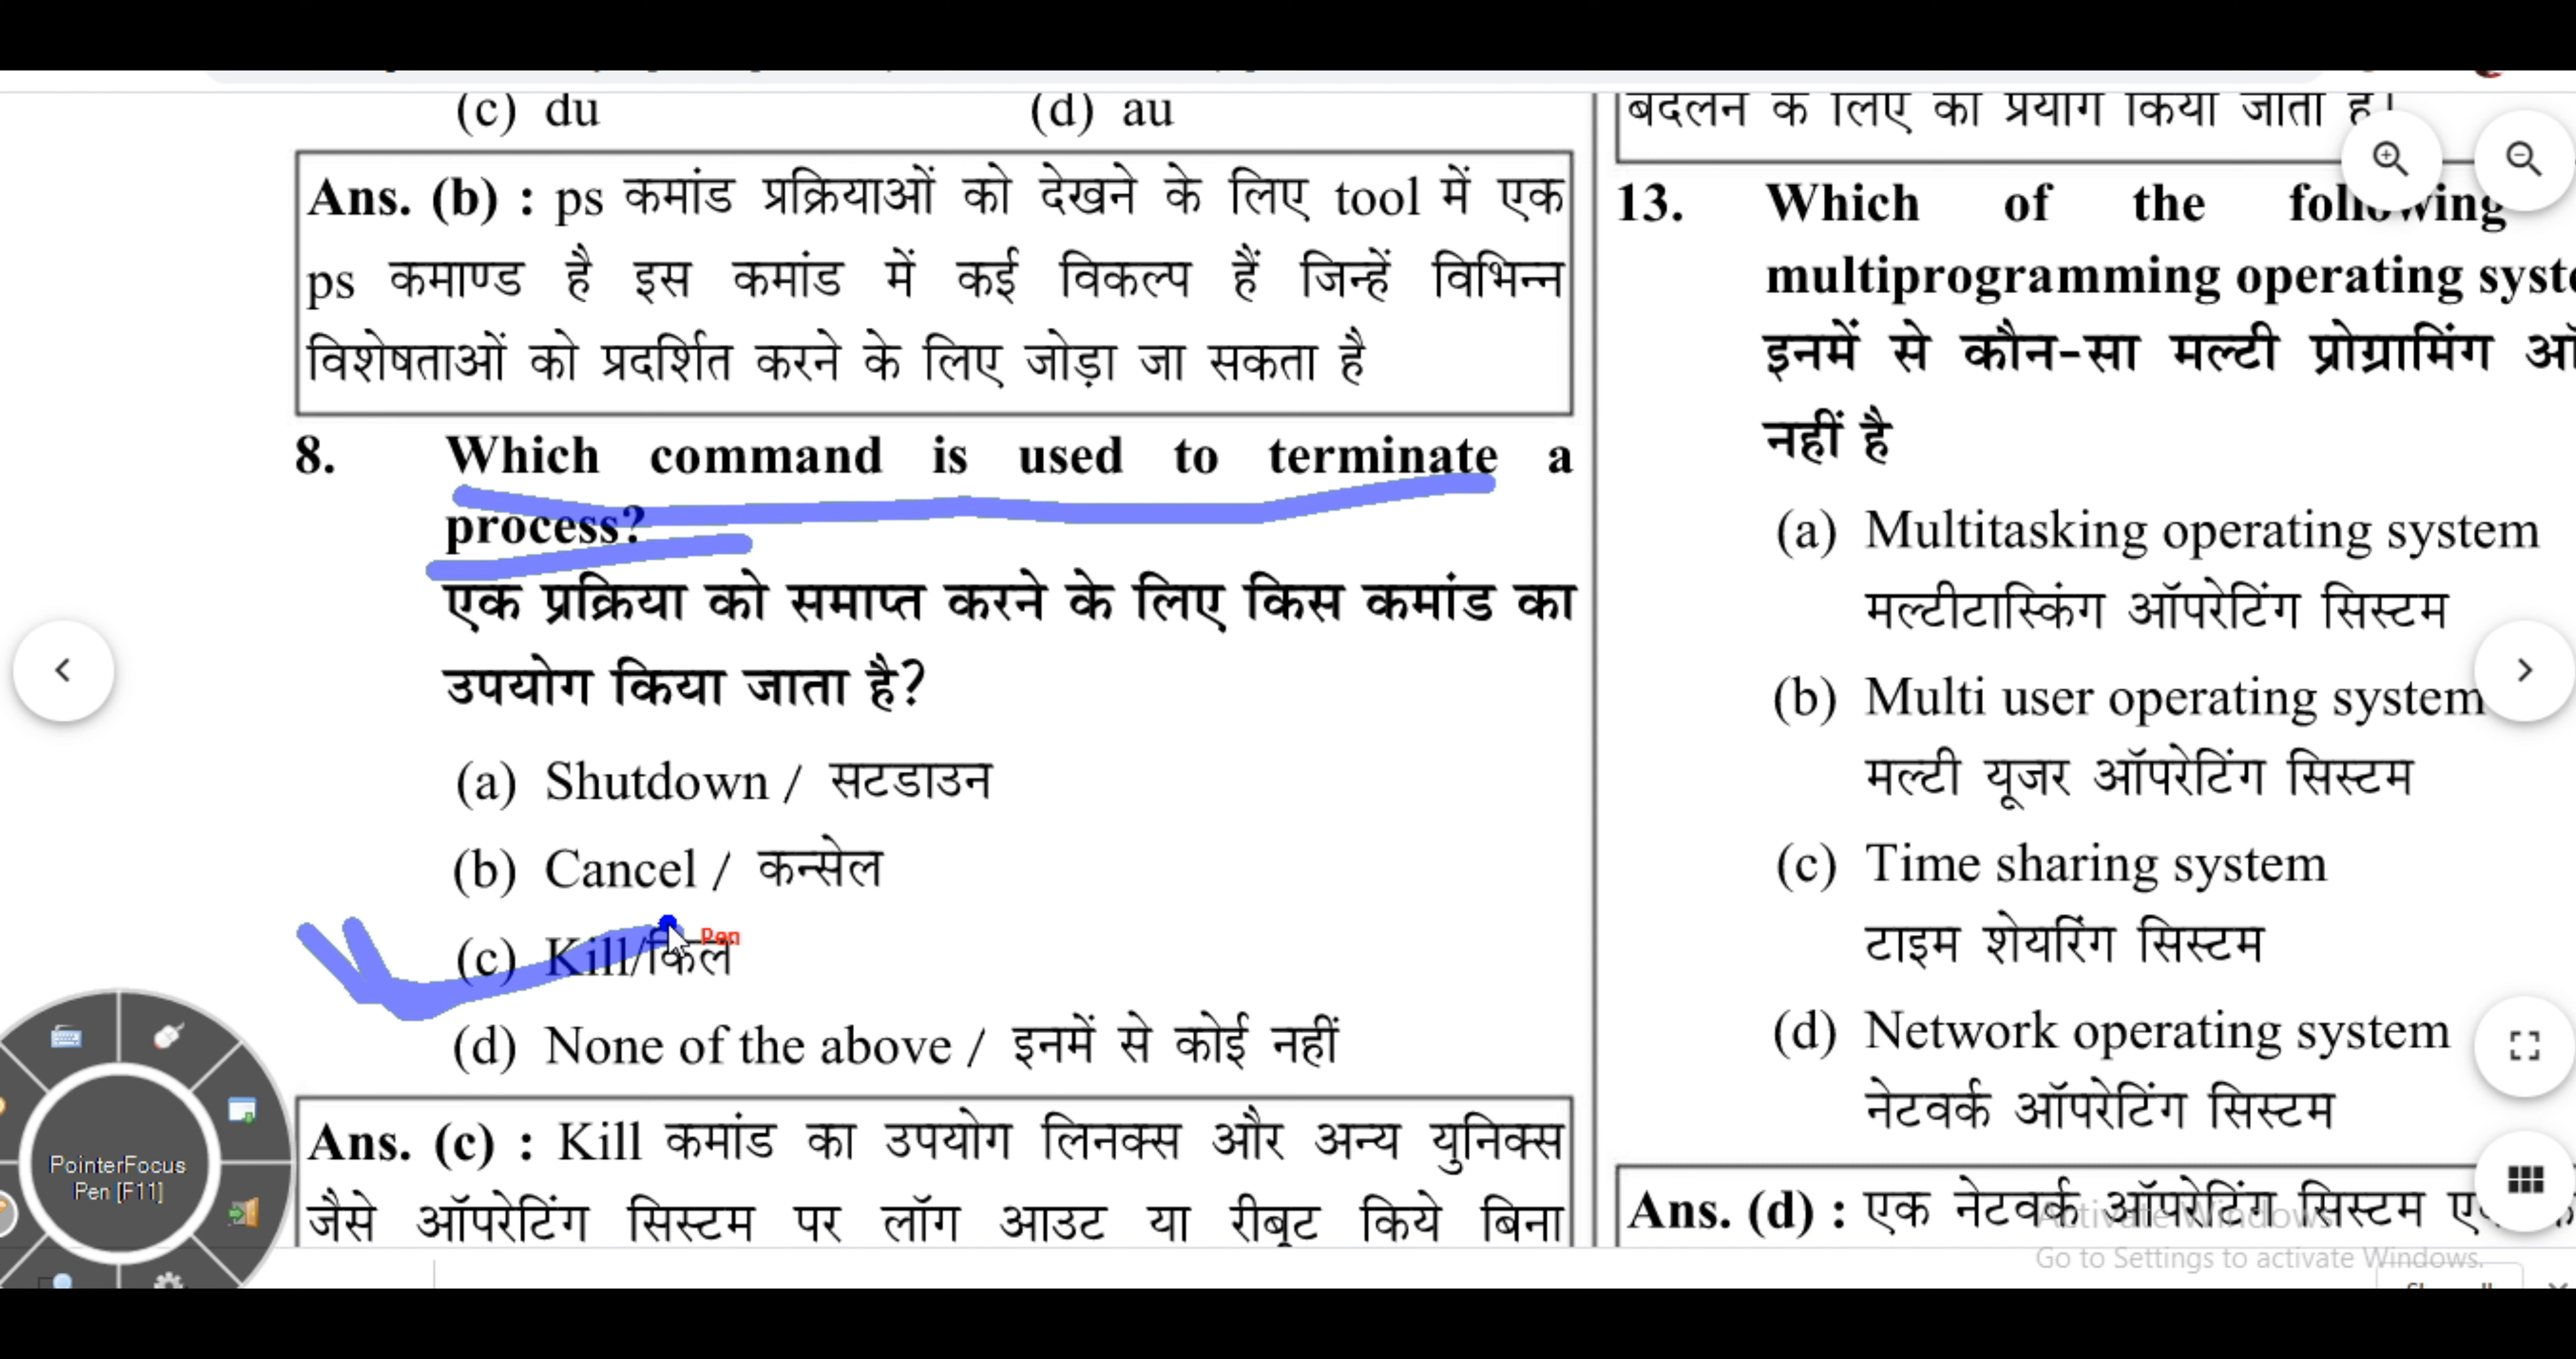 (c) du (d) au
Ans. (b) : ps कमांड प्रक्रियाओं को देखने के लिए tool में एक
ps कमाण्ड है इस कमांड में कई विकल्प हैं जिन्हें विभिन्न
विशेषताओं को प्रदर्शित करने के लिए जोड़ा जा सकता है
8. Which command is used to terminate a
process?
एक प्रक्रिया को समाप्त करने के लिए किस कमांड का
उपयोग किया जाता है?
(a) Shutdown / सटडाउन
(b) Cancel / कन्सेल
(c) Kill/किल
Pen
(d) None of the above / इनमें से कोई नहीं
Ans. (c) : Kill कमांड का उपयोग लिनक्स और अन्य युनिक्स
जैसे ऑपरेटिंग सिस्टम पर लॉग आउट या रीबूट किये बिना
बदलने के लिए का प्रयोग किया जाता है।
13. Which of the following
multiprogramming operating
इनमें से कौन-सा मल्टी प्रोग्रामिंग
नहीं है
(a) Multitasking operating system
मल्टीटास्किंग ऑपरेटिंग सिस्टम
(b) Multi user operating system
मल्टी यूजर ऑपरेटिंग सिस्टम
(c) Time sharing system
टाइम शेयरिंग सिस्टम
(d) Network operating system
नेटवर्क ऑपरेटिंग सिस्टम
Ans. (d) : एक नेटवर्क ऑपरेटिंग सिस्टम
Activate Windows
Go to Settings to activate Windows.
PointerFocus
Pen [F11]